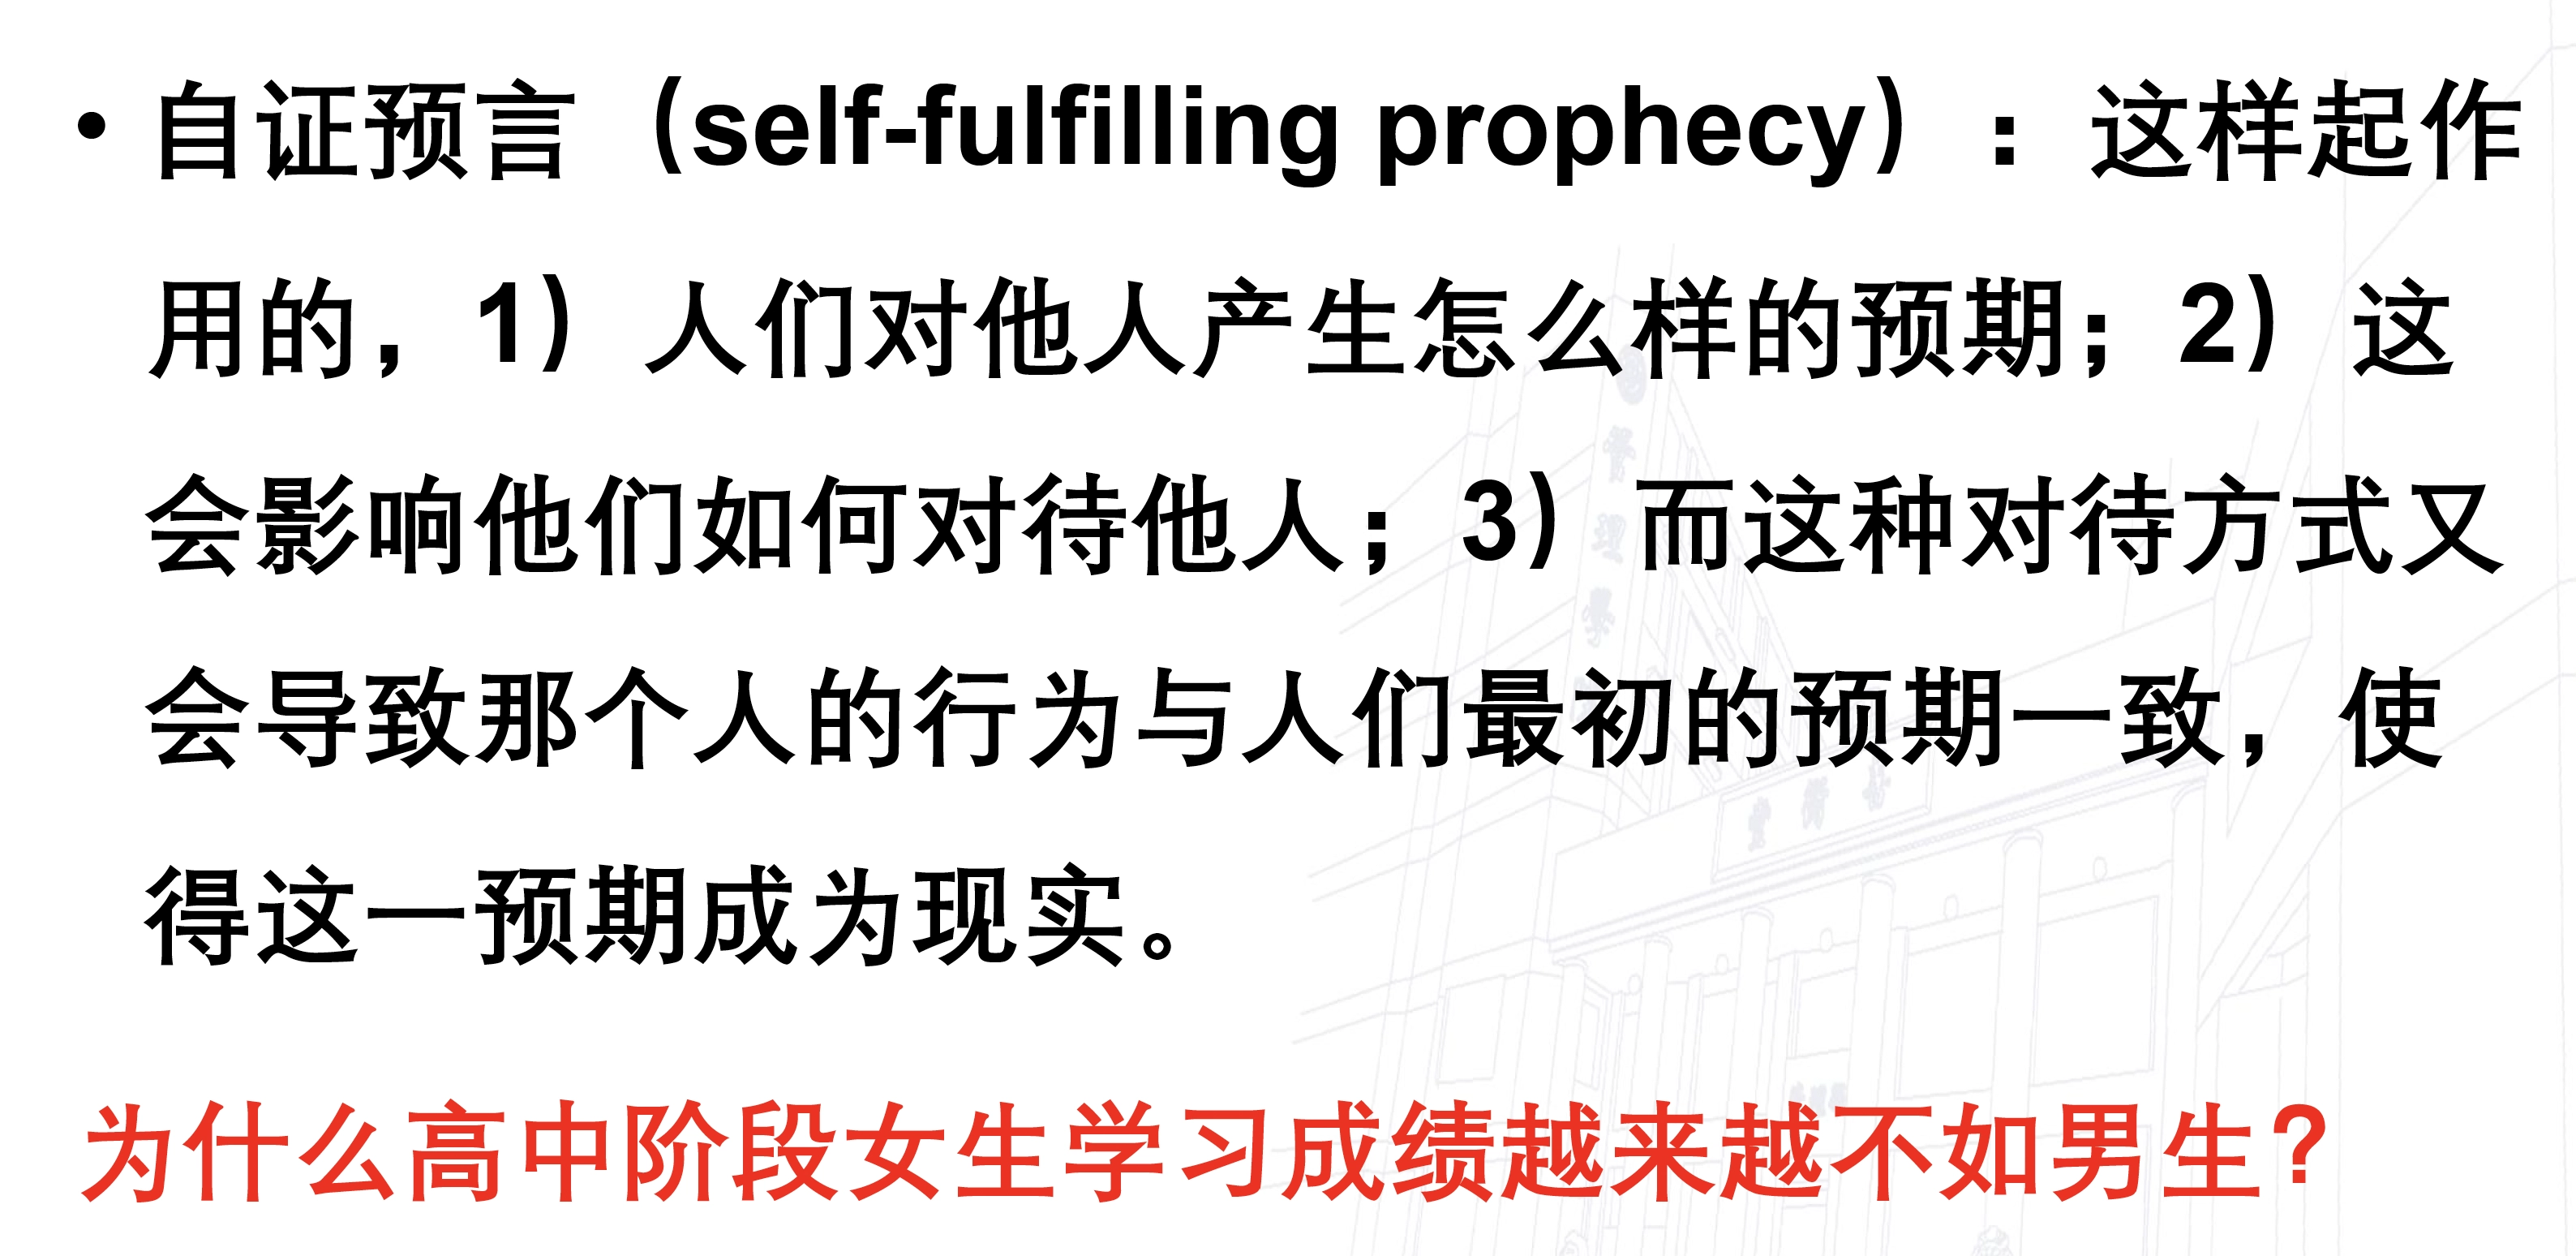 • 自证预言（self-fulfilling prophecy）：这样起作
用的，1）人们对他人产生怎么样的预期；2）这
会影响他们如何对待他人；3）而这种对待方式又
会导致那个人的行为与人们最初的预期一致，使
得这一预期成为现实。
为什么高中阶段女生学习成绩越来越不如男生？